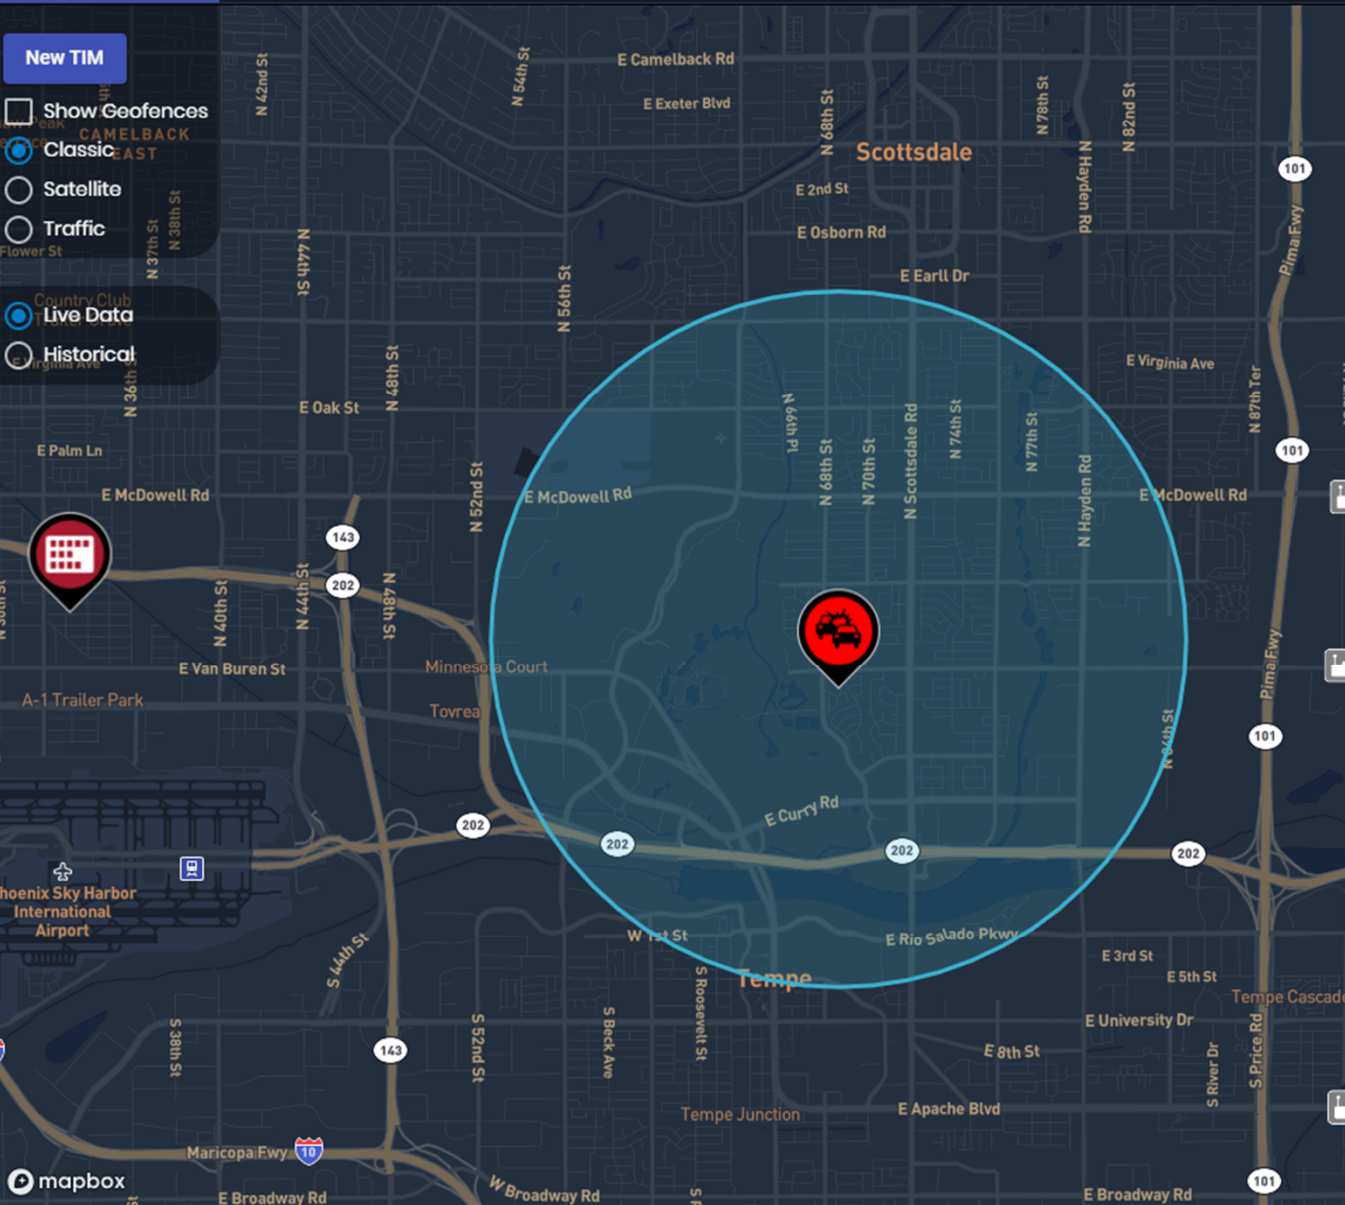 New TIM
Show Geofences
Classic
Satellite
Traffic
Live Data
Historical
CAMELBACK
EAST
Flower St
Country Club
E Virginia Ave
N 42nd St
N 54th St
E Camelback Rd
E Exeter Blvd
N 68th St
N 78th St
N 82nd St
Scottsdale
101
E 2nd St
N Hayden Rd
N 38th St
N 37th St
N 44th St
E Osborn Rd
Pima Fwy
E Earll Dr
N 56th St
N 36th St
N 48th St
E Virginia Ave
N 87th Ter
E Oak St
N 66th Pl
N 68th St
N 70th St
N Scottsdale Rd
N 74th St
N 77th St
E Palm Ln
101
N 52nd St
N Hayden Rd
E McDowell Rd
E McDowell Rd
E McDowell Rd
143
202
N 40th St
N 44th St
N 48th St
E Van Buren St
Minnesota Court
Pima Fwy
A-1 Trailer Park
Tovrea
101
E Curry Rd
202
202
202
202
Phoenix Sky Harbor
International
Airport
W 1st St
E Rio Salado Pkwy
S 44th St
E 3rd St
Tempe
E 5th St
Tempe Cascade
S Roosevelt St
S 38th St
S 52nd St
S Beck Ave
E University Dr
143
E 8th St
S River Dr
S Price Rd
Tempe Junction
E Apache Blvd
Maricopa Fwy
10
mapbox
E Broadway Rd
W Broadway Rd
E Broadway Rd
101